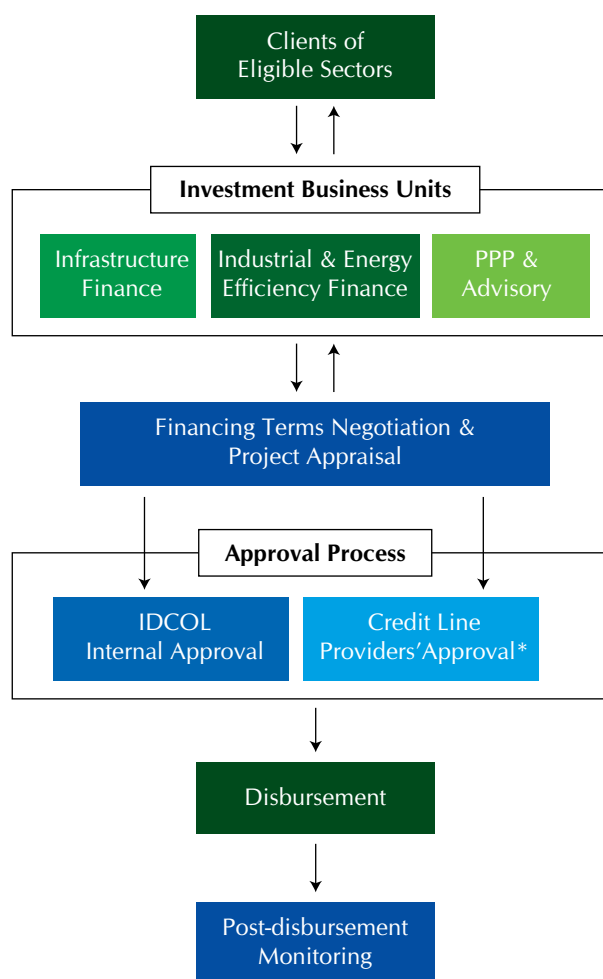 Clients of
Eligible Sectors
Investment Business Units
Infrastructure
Finance
Industrial & Energy
Efficiency Finance
PPP &
Advisory
Financing Terms Negotiation &
Project Appraisal
Approval Process
IDCOL
Internal Approval
Credit Line
Providers’Approval*
Disbursement
Post-disbursement
Monitoring